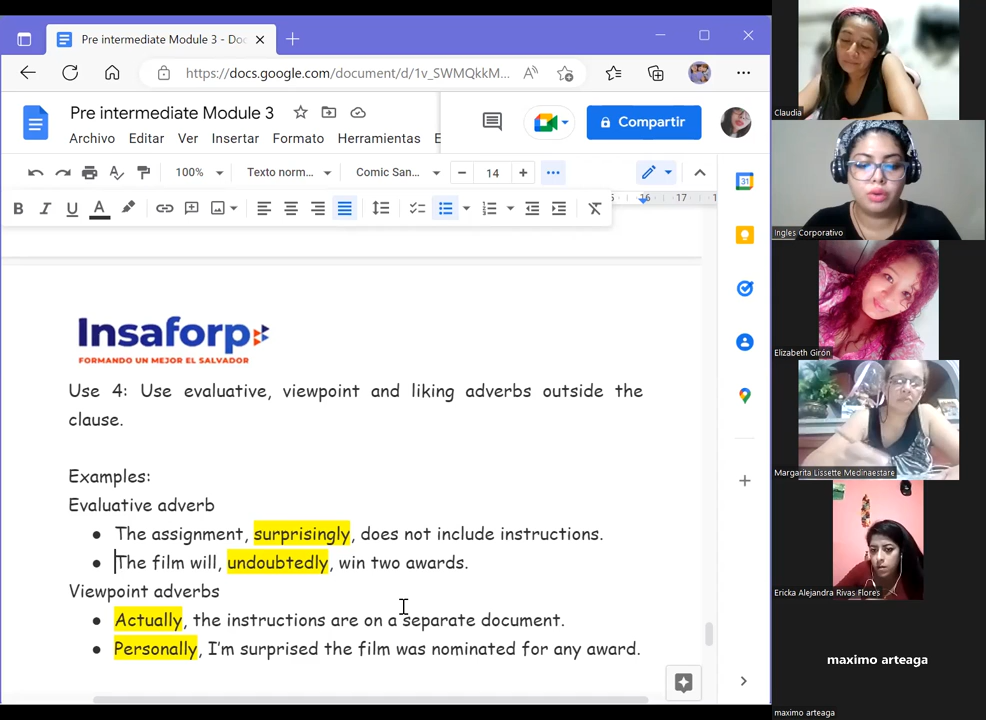 Pre intermediate Module 3 - Doc
https://docs.google.com/document/d/1v_SWMQkkM...
Pre intermediate Module 3
Archivo Editar Ver Insertar Formato Herramientas E
Compartir
100% Texto norm... Comic San... 14
16 17
31
Insaforp
FORMANDO UN MEJOR EL SALVADOR
Use 4: Use evaluative, viewpoint and liking adverbs outside the
clause.
Examples:
Evaluative adverb
● The assignment, surprisingly, does not include instructions.
● The film will, undoubtedly, win two awards.
Viewpoint adverbs
● Actually, the instructions are on a separate document.
● Personally, I'm surprised the film was nominated for any award.
Claudia
Ingles Corporativo
Elizabeth Girón
Margarita Lissette Medinaestare
Ericka Alejandra Rivas Flores
maximo arteaga
maximo arteaga